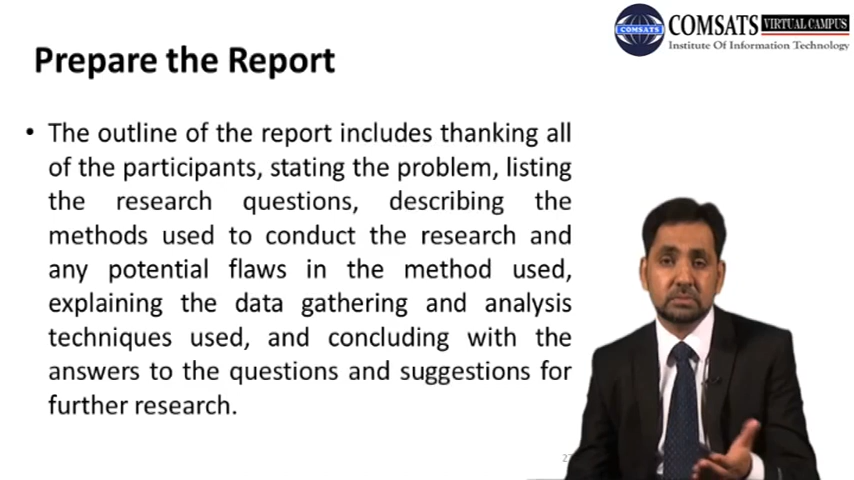 COMSATS VIRTUAL CAMPUS
COMSATS
Institute Of Information Technology
Prepare the Report
• The outline of the report includes thanking all
of the participants, stating the problem, listing
the research questions, describing the
methods used to conduct the research and
any potential flaws in the method used,
explaining the data gathering and analysis
techniques used, and concluding with the
answers to the questions and suggestions for
further research.